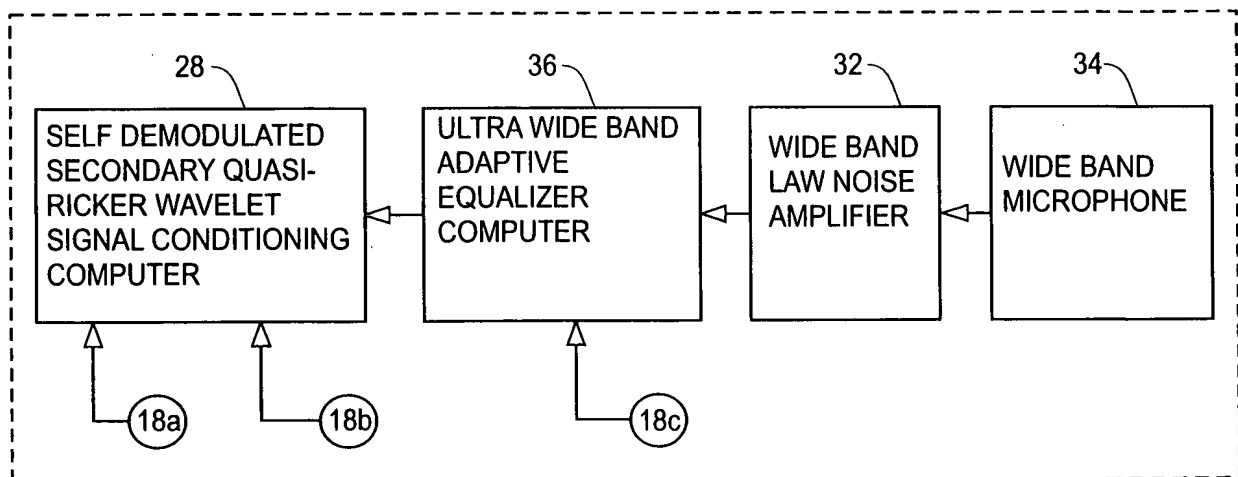 28
36
32
34
SELF DEMODULATED
SECONDARY QUASI-
RICKER WAVELET
SIGNAL CONDITIONING
COMPUTER
ULTRA WIDE BAND
ADAPTIVE
EQUALIZER
COMPUTER
WIDE BAND
LAW NOISE
AMPLIFIER
WIDE BAND
MICROPHONE
18a
18b
18c